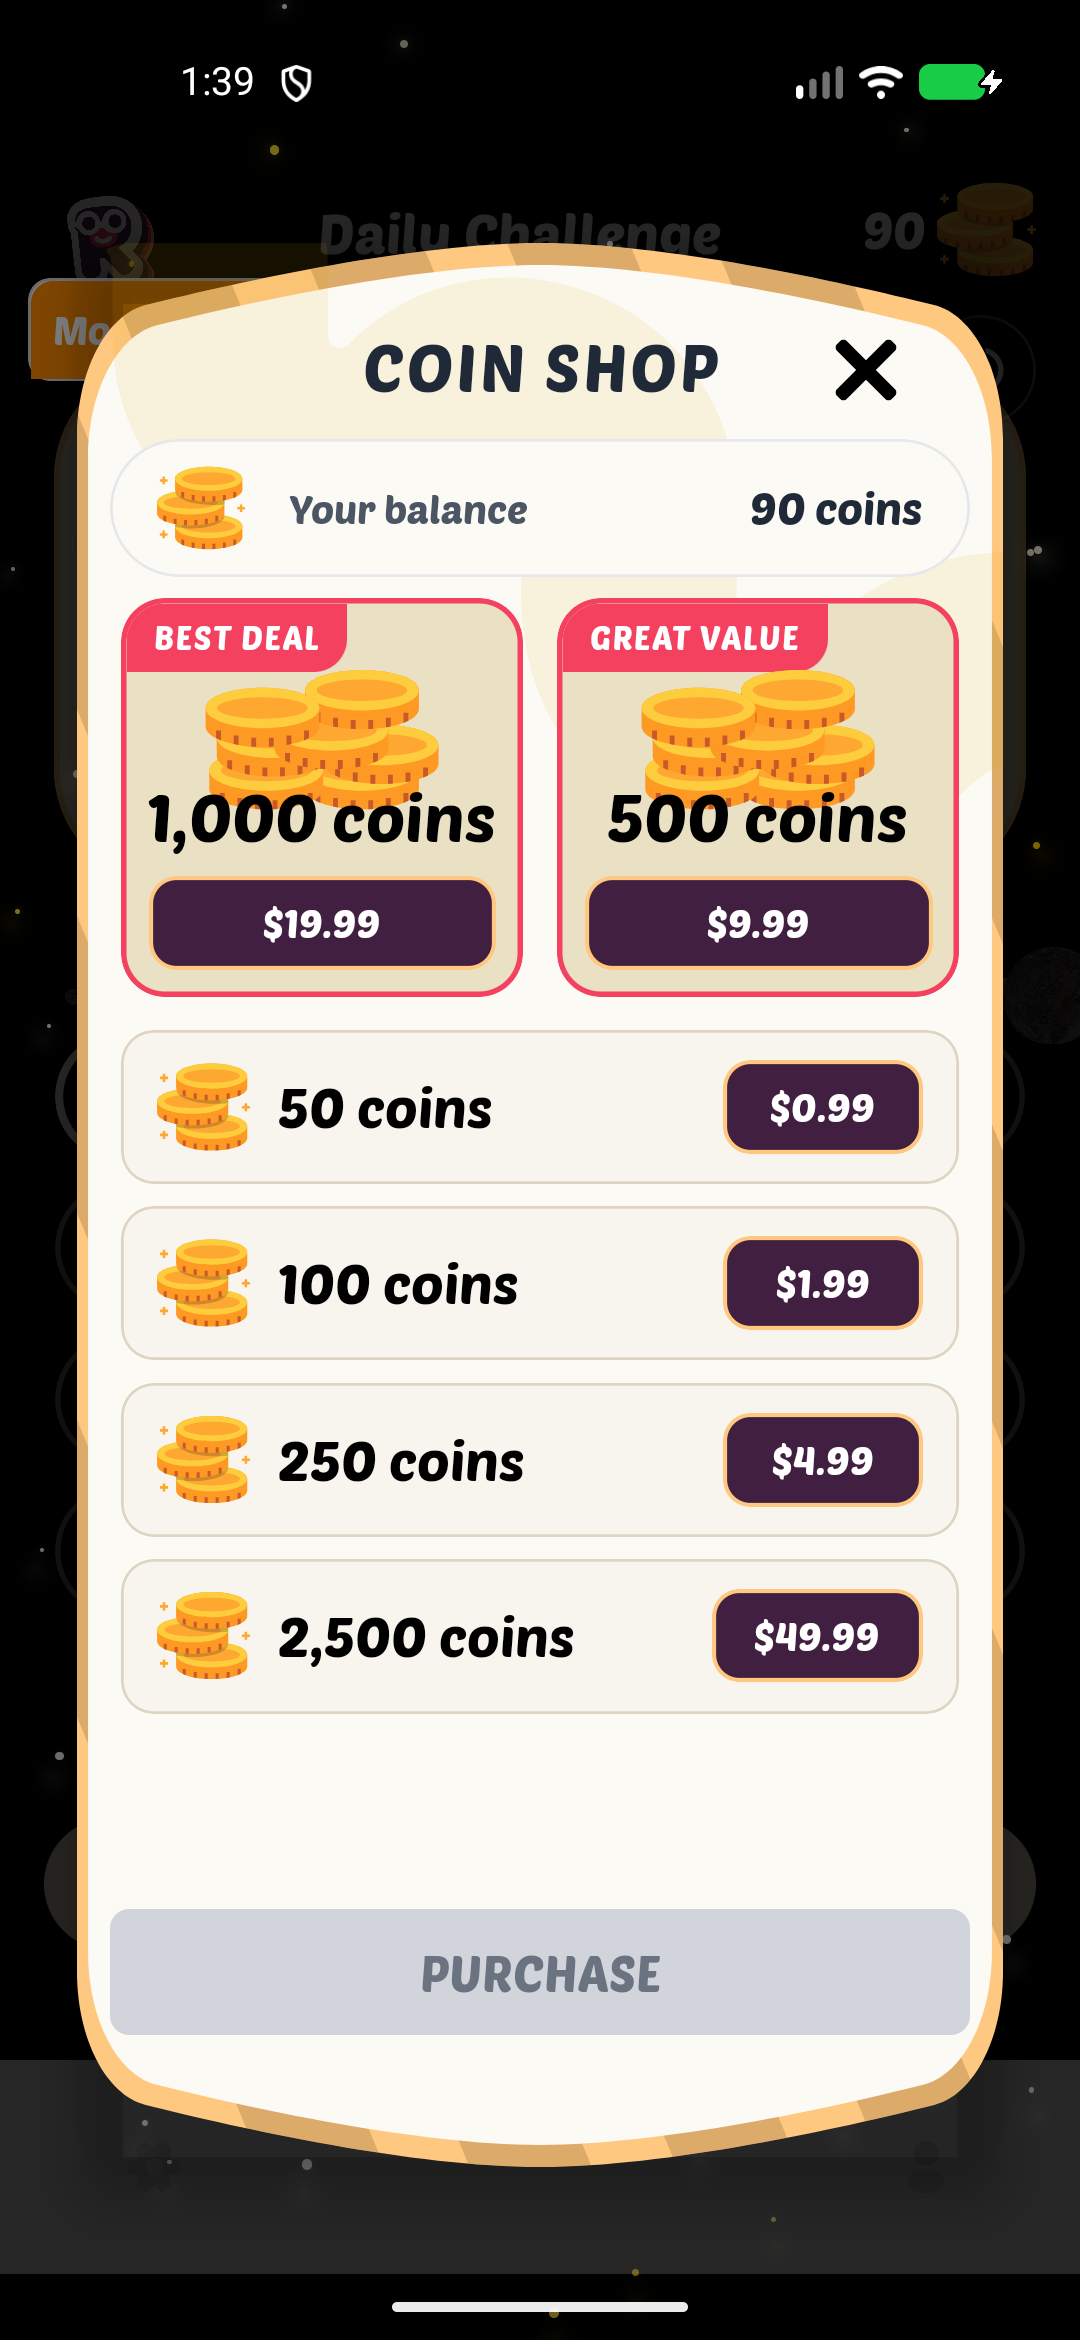 1:39
Daily Challenge
90
Mo
COIN SHOP
Your balance
90 coins
BEST DEAL
1,000 coins
$19.99
GREAT VALUE
500 coins
$9.99
50 coins
$0.99
100 coins
$1.99
250 coins
$4.99
2,500 coins
$49.99
PURCHASE